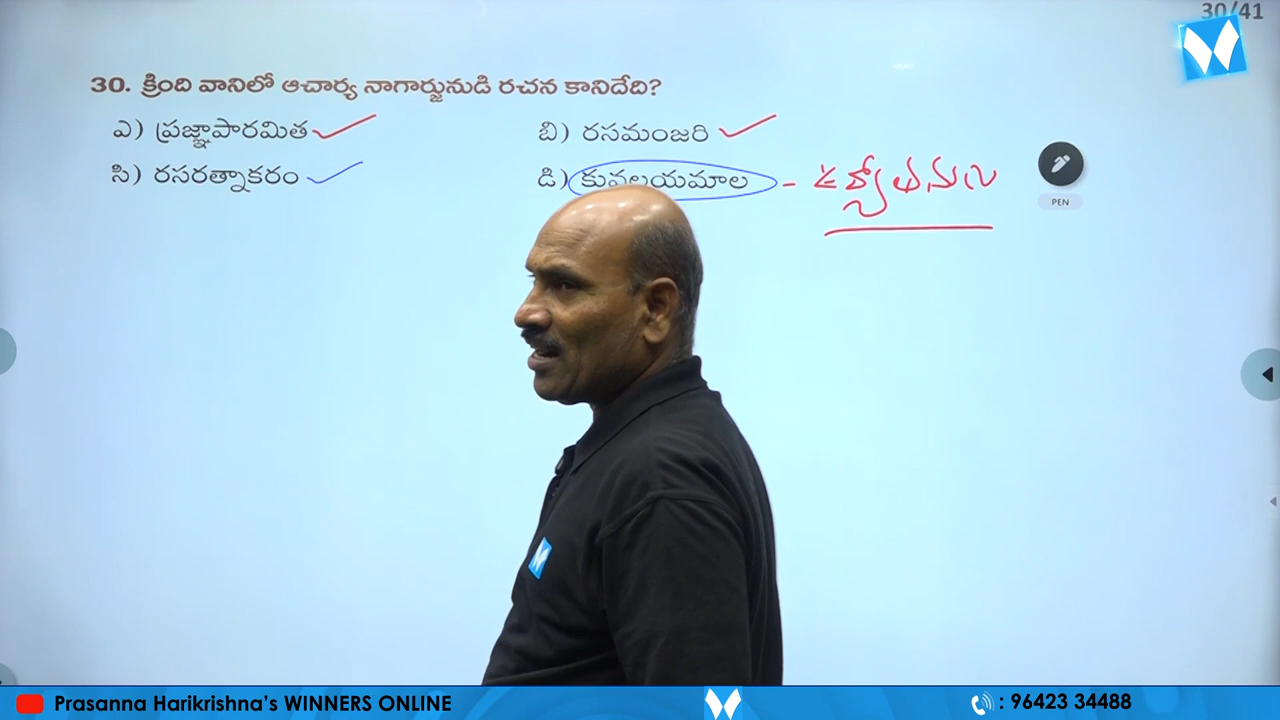 30/41
30. క్రింది వానిలో ఆచార్య నాగార్జునుడి రచన కానిదేది?
ఎ) ప్రజ్ఞాపారమిత బి) రసమంజరి
సి) రసరత్నాకరం డి) కువలయమాల -
PEN
Prasanna Harikrishna's WINNERS ONLINE : 96423 34488